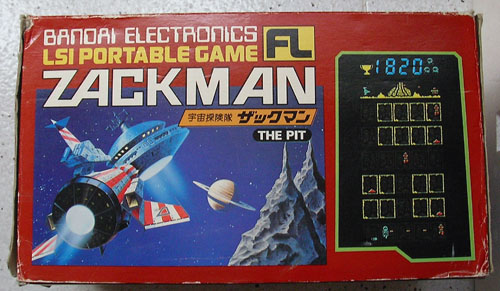 BANDAI ELECTRONICS
LSI PORTABLE GAME FL
ZACKMAN
宇宙探険隊 ザックマン
THE PIT
1820